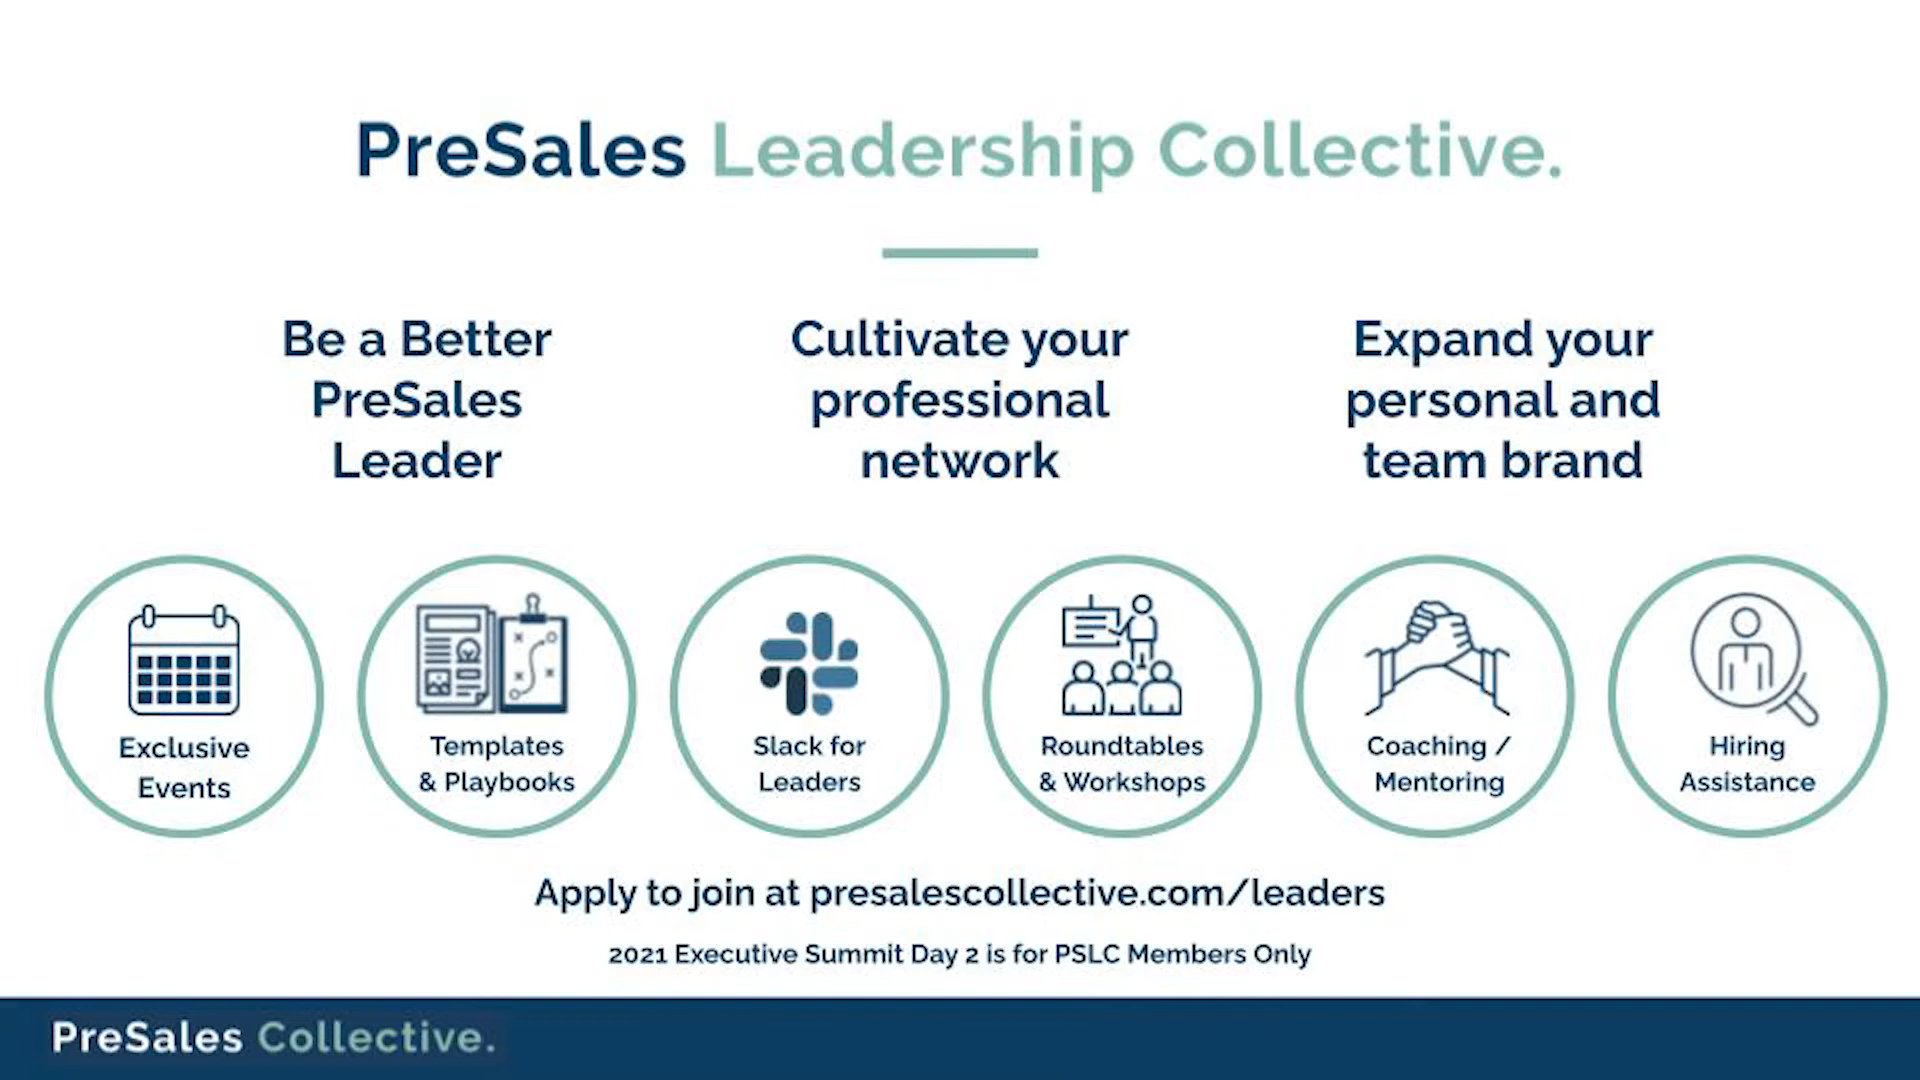 PreSales Leadership Collective.
Be a Better
PreSales
Leader
Cultivate your
professional
network
Expand your
personal and
team brand
Exclusive
Events
Templates
& Playbooks
Slack for
Leaders
Roundtables
& Workshops
Coaching /
Mentoring
Hiring
Assistance
Apply to join at presalescollective.com/leaders
2021 Executive Summit Day 2 is for PSLC Members Only
PreSales Collective.